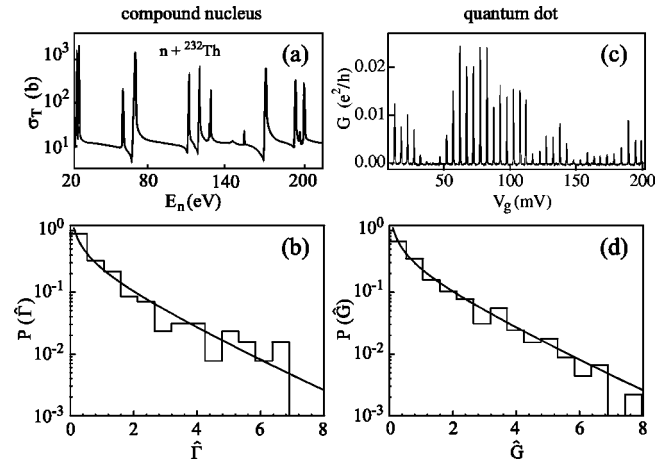 compound nucleus
quantum dot
(a)
n + ²³²Th
σT (b)
10³
10²
10¹
20
80
140
200
En (eV)
(c)
G (e²/h)
0.02
0.01
0.00
50
100
150
200
Vg (mV)
(b)
P (Γ̂)
10⁰
10⁻¹
10⁻²
10⁻³
0
2
4
6
8
Γ̂
(d)
P (Ĝ)
10⁰
10⁻¹
10⁻²
10⁻³
0
2
4
6
8
Ĝ